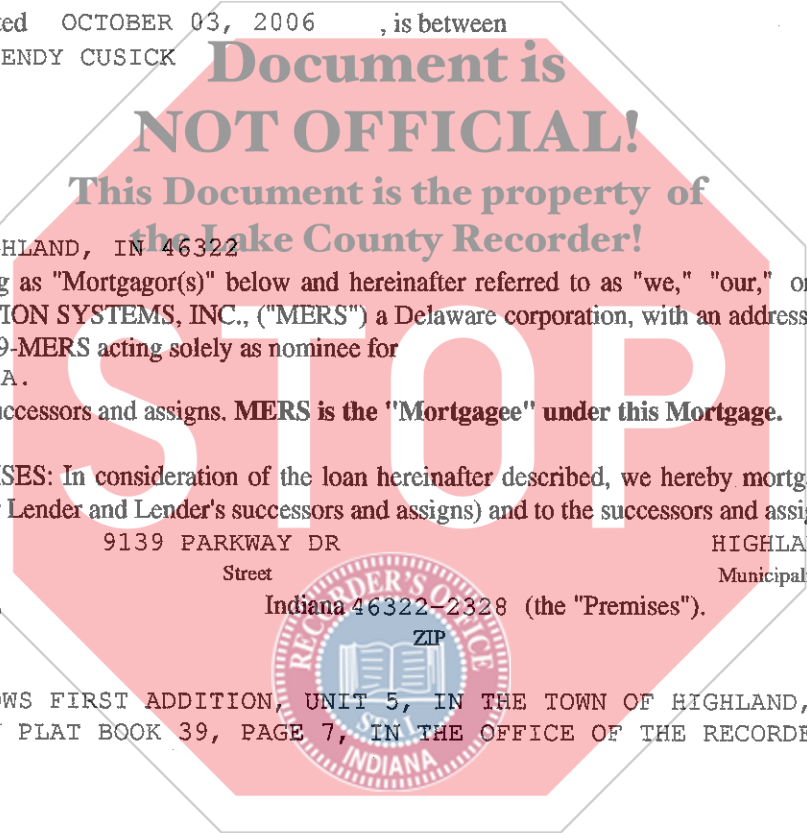 ted OCTOBER 03, 2006 , is between
ENDY CUSICK
Document is
NOT OFFICIAL!
This Document is the property of
the Lake County Recorder!
HLAND, IN 46322
g as "Mortgagor(s)" below and hereinafter referred to as "we," "our," or
ION SYSTEMS, INC., ("MERS") a Delaware corporation, with an address
9-MERS acting solely as nominee for
A.
uccessors and assigns. MERS is the "Mortgagee" under this Mortgage.
STOP
ISES: In consideration of the loan hereinafter described, we hereby mortg
r Lender and Lender's successors and assigns) and to the successors and assig
9139 PARKWAY DR HIGHLA
Street Municipal
Indiana 46322-2328 (the "Premises").
ZIP
RECORDER'S OFFICE
SEAL
INDIANA
OWS FIRST ADDITION, UNIT 5, IN THE TOWN OF HIGHLAND,
PLAT BOOK 39, PAGE 7, IN THE OFFICE OF THE RECORDE